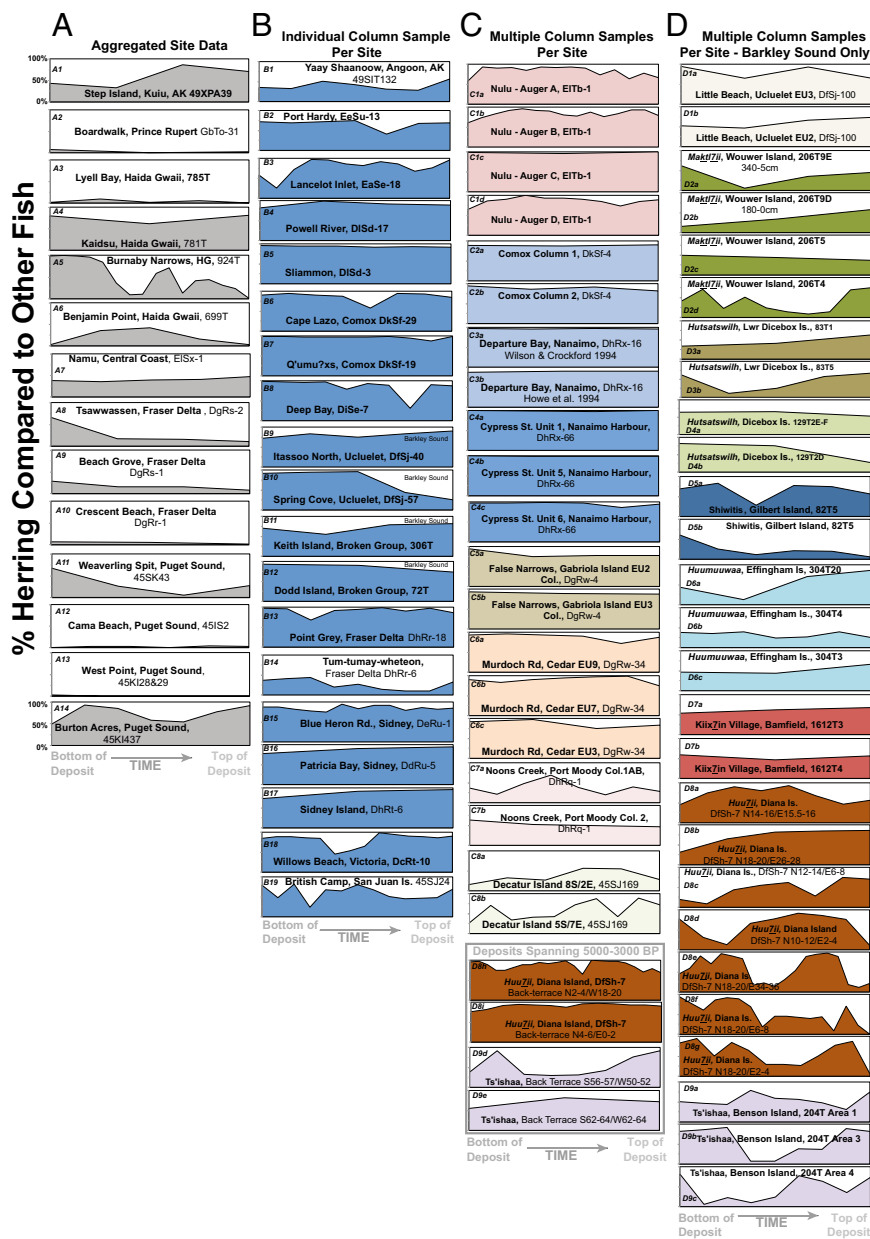 % Herring Compared to Other Fish
A
Aggregated Site Data
100%
50%
0%
A1
Step Island, Kuiu, AK 49XPA39
A2
Boardwalk, Prince Rupert GbTo-31
A3
Lyell Bay, Haida Gwaii, 785T
A4
Kaidsu, Haida Gwaii, 781T
A5
Burnaby Narrows, HG, 924T
A6
Benjamin Point, Haida Gwaii, 699T
Namu, Central Coast, ElSx-1
A7
A8
Tsawwassen, Fraser Delta , DgRs-2
A9
Beach Grove, Fraser Delta
DgRs-1
A10
Crescent Beach, Fraser Delta
DgRr-1
A11
Weaverling Spit, Puget Sound,
45SK43
A12
Cama Beach, Puget Sound, 45IS2
A13
West Point, Puget Sound,
45KI28&29
100%
50%
0%
A14
Burton Acres, Puget Sound,
45KI437
Bottom of
Deposit
TIME
Top of
Deposit
B
Individual Column Sample
Per Site
B1
Yaay Shaanoow, Angoon, AK
49SIT132
B2
Port Hardy, EeSu-13
B3
Lancelot Inlet, EaSe-18
B4
Powell River, DISd-17
B5
Sliammon, DISd-3
B6
Cape Lazo, Comox DkSf-29
B7
Q'umu?xs, Comox DkSf-19
B8
Deep Bay, DiSe-7
B9
Barkley Sound
Itassoo North, Ucluelet, DfSj-40
B10
Barkley Sound
Spring Cove, Ucluelet, DfSj-57
B11
Barkley Sound
Keith Island, Broken Group, 306T
B12
Barkley Sound
Dodd Island, Broken Group, 72T
B13
Point Grey, Fraser Delta DhRr-18
B14
Tum-tumay-wheton,
Fraser Delta DhRr-6
B15
Blue Heron Rd., Sidney, DeRu-1
B16
Patricia Bay, Sidney, DdRu-5
B17
Sidney Island, DhRt-6
B18
Willows Beach, Victoria, DcRt-10
B19
British Camp, San Juan Is. 45SJ24
Bottom of
Deposit
TIME
Top of
Deposit
C
Multiple Column Samples
Per Site
C1a
Nulu - Auger A, ElTb-1
C1b
Nulu - Auger B, ElTb-1
C1c
Nulu - Auger C, ElTb-1
C1d
Nulu - Auger D, ElTb-1
C2a
Comox Column 1, DkSf-4
C2b
Comox Column 2, DkSf-4
C3a
Departure Bay, Nanaimo, DhRx-16
Wilson & Crockford 1994
C3b
Departure Bay, Nanaimo, DhRx-16
Howe et al. 1994
C4a
Cypress St. Unit 1, Nanaimo Harbour,
DhRx-66
C4b
Cypress St. Unit 5, Nanaimo Harbour,
DhRx-66
C4c
Cypress St. Unit 6, Nanaimo Harbour,
DhRx-66
C5a
False Narrows, Gabriola Island EU2
Col., DgRw-4
C5b
False Narrows, Gabriola Island EU3
Col., DgRw-4
C6a
Murdoch Rd, Cedar EU9, DgRw-34
C6b
Murdoch Rd, Cedar EU7, DgRw-34
C6c
Murdoch Rd, Cedar EU3, DgRw-34
C7a
Noons Creek, Port Moody Col.1AB,
DhRq-1
C7b
Noons Creek, Port Moody Col. 2,
DhRq-1
C8a
Decatur Island 8S/2E, 45SJ169
C8b
Decatur Island 5S/7E, 45SJ169
Deposits Spanning 5000-3000 BP
D8h
Huu7ii, Diana Island, DfSh-7
Back-terrace N2-4/W18-20
D8i
Huu7ii, Diana Island, DfSh-7
Back-terrace N4-6/E0-2
D9d
Ts'ishaa, Back Terrace S56-57/W50-52
D9e
Ts'ishaa, Back Terrace S62-64/W62-64
Bottom of
Deposit
TIME
Top of
Deposit
D
Multiple Column Samples
Per Site - Barkley Sound Only
D1a
Little Beach, Ucluelet EU3, DfSj-100
D1b
Little Beach, Ucluelet EU2, DfSj-100
Maktl7ii, Wouwer Island, 206T9E
340-5cm
D2a
Maktl7ii, Wouwer Island, 206T9D
180-0cm
D2b
Maktl7ii, Wouwer Island, 206T5
D2c
Maktl7ii, Wouwer Island, 206T4
D2d
Hutsatswilh, Lwr Dicebox Is., 83T1
D3a
Hutsatswilh, Lwr Dicebox Is., 83T5
D3b
Hutsatswilh, Dicebox Is. 129T2E-F
D4a
Hutsatswilh, Dicebox Is., 129T2D
D4b
D5a
Shiwitis, Gilbert Island, 82T5
D5b
Shiwitis, Gilbert Island, 82T5
Huumuuwaa, Effingham Is, 304T20
D6a
Huumuuwaa, Effingham Is., 304T4
D6b
Huumuuwaa, Effingham Is., 304T3
D6c
D7a
Kiix7in Village, Bamfield, 1612T3
D7b
Kiix7in Village, Bamfield, 1612T4
D8a
Huu7ii, Diana Is.
DfSh-7 N14-16/E15.5-16
D8b
Huu7ii, Diana Is.
DfSh-7 N18-20/E26-28
Huu7ii, Diana Is., DfSh-7 N12-14/E6-8
D8c
D8d
Huu7ii, Diana Island
DfSh-7 N10-12/E2-4
D8e
Huu7ii, Diana Is.
DfSh-7 N18-20/E34-36
D8f
Huu7ii, Diana Is.
DfSh-7 N18-20/E6-8
D8g
Huu7ii, Diana Is.
DfSh-7 N18-20/E2-4
D9a
Ts'ishaa, Benson Island, 204T Area 1
D9b
Ts'ishaa, Benson Island, 204T Area 3
Ts'ishaa, Benson Island, 204T Area 4
D9c
Bottom of
Deposit
TIME
Top of
Deposit